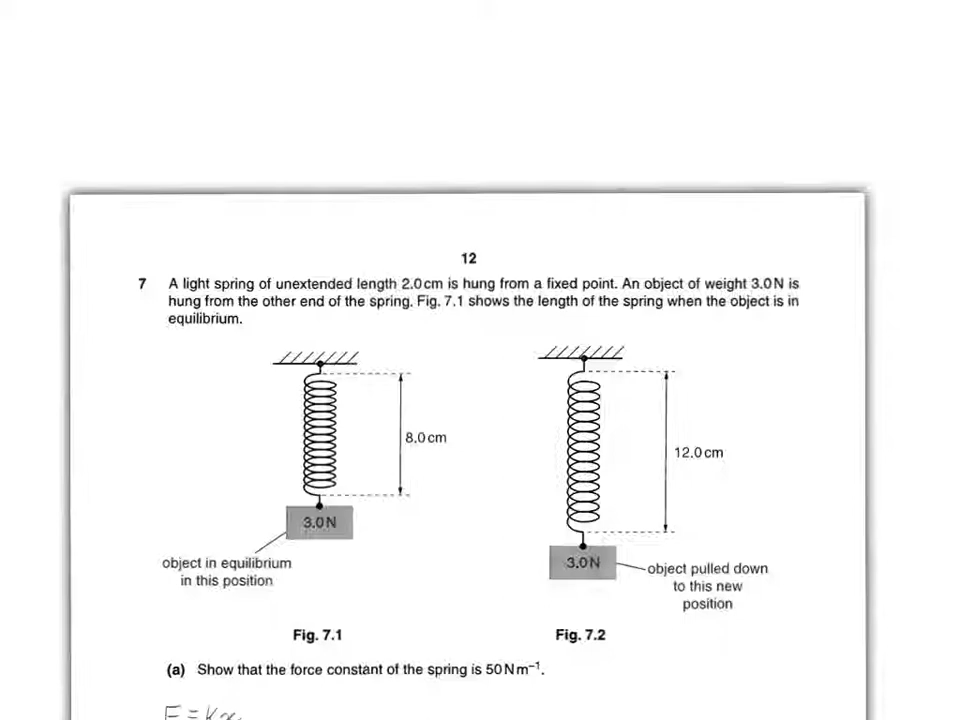 12
7 A light spring of unextended length 2.0 cm is hung from a fixed point. An object of weight 3.0 N is
hung from the other end of the spring. Fig. 7.1 shows the length of the spring when the object is in
equilibrium.
8.0 cm
12.0 cm
3.0 N
3.0 N
object in equilibrium
in this position
object pulled down
to this new
position
Fig. 7.1
Fig. 7.2
(a) Show that the force constant of the spring is 50 N m⁻¹.
F = Kx